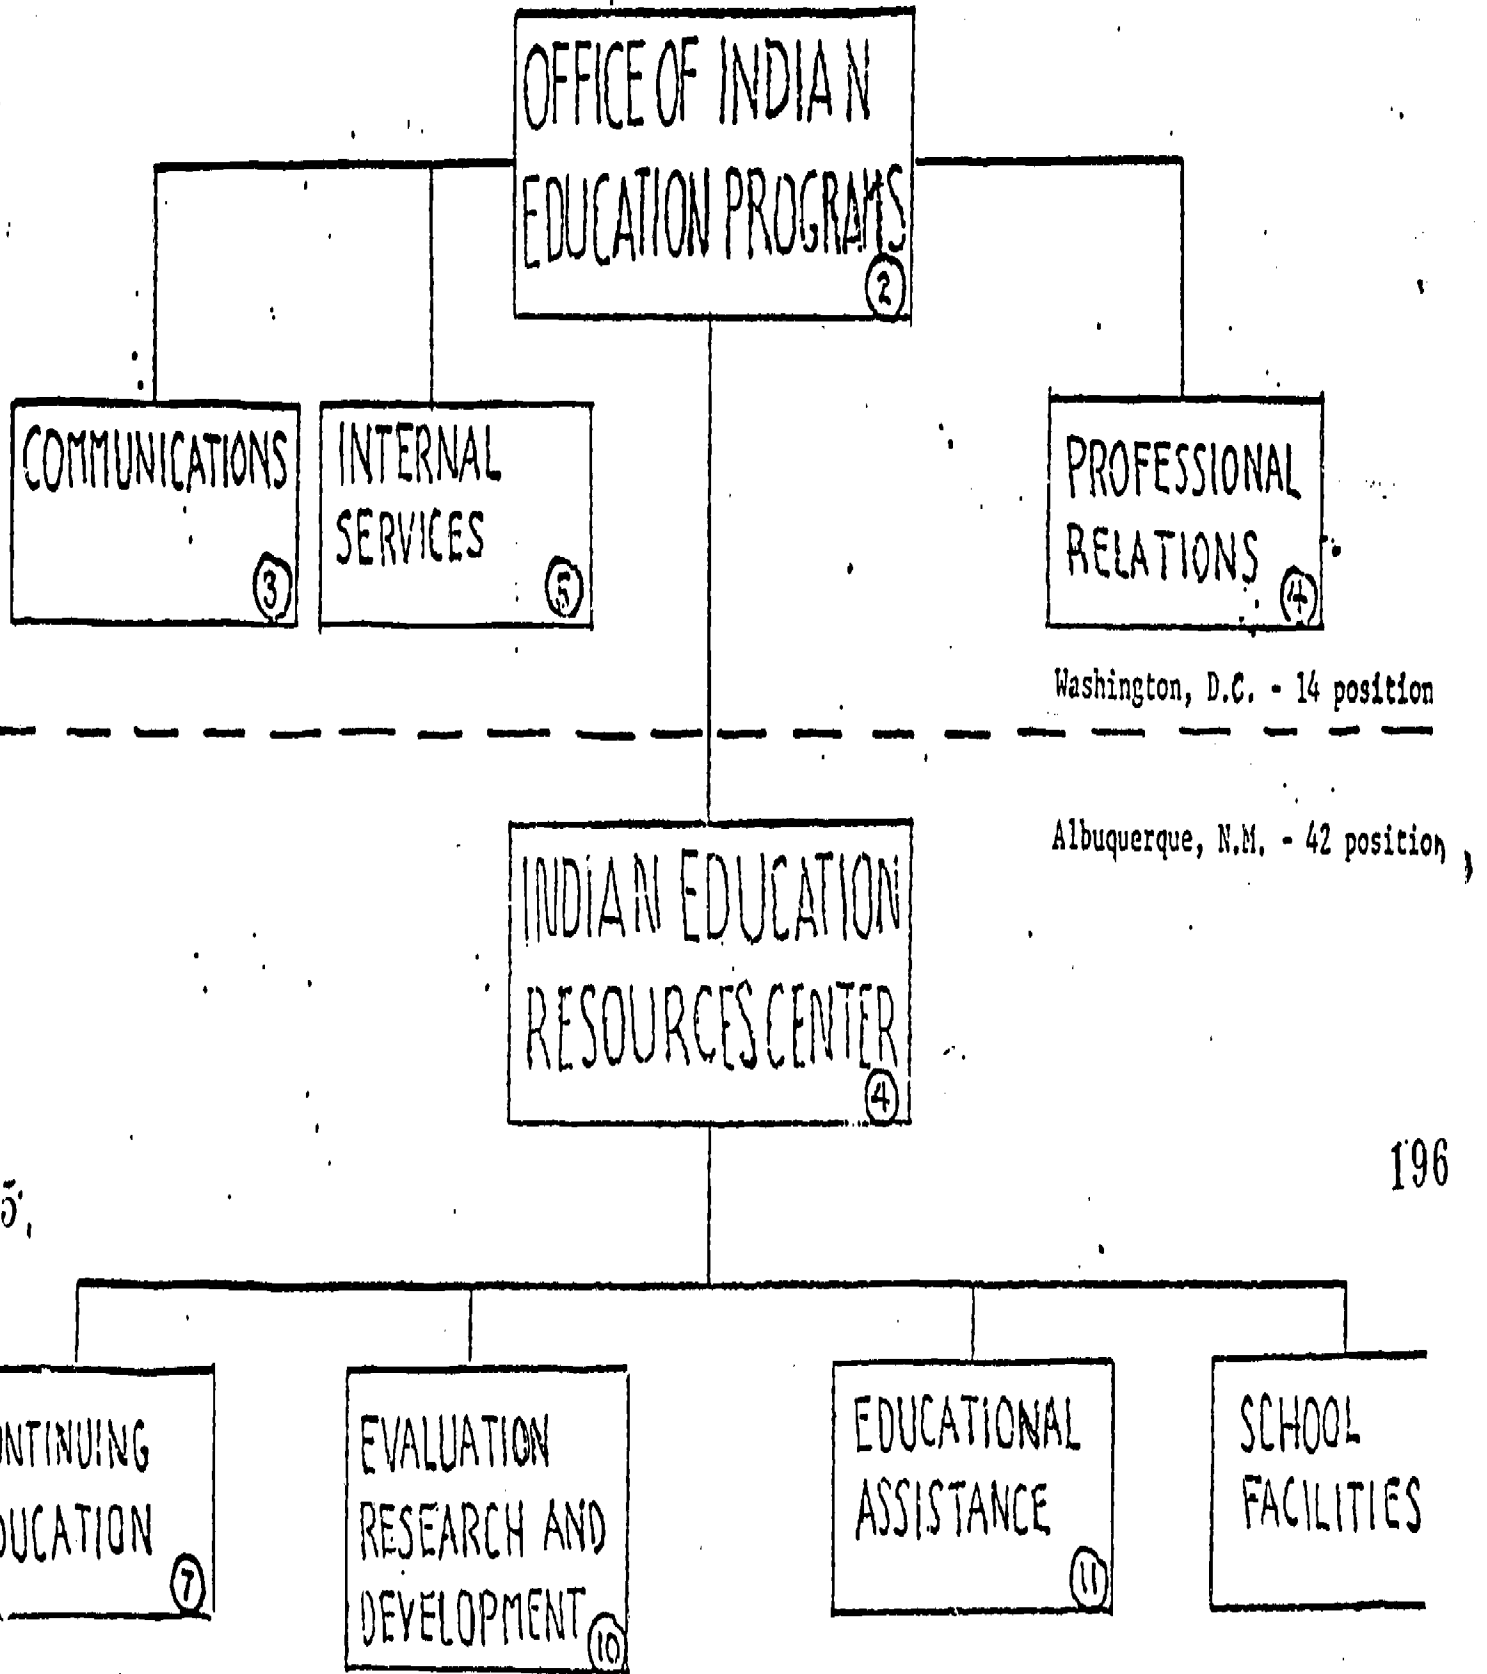 OFFICE OF INDIAN
EDUCATION PROGRAMS
2
COMMUNICATIONS
3
INTERNAL
SERVICES
5
PROFESSIONAL
RELATIONS
4
Washington, D.C. - 14 position
Albuquerque, N.M. - 42 position
INDIAN EDUCATION
RESOURCES CENTER
4
196
5
ONTINUING
DUCATION
7
EVALUATION
RESEARCH AND
DEVELOPMENT
10
EDUCATIONAL
ASSISTANCE
11
SCHOOL
FACILITIES